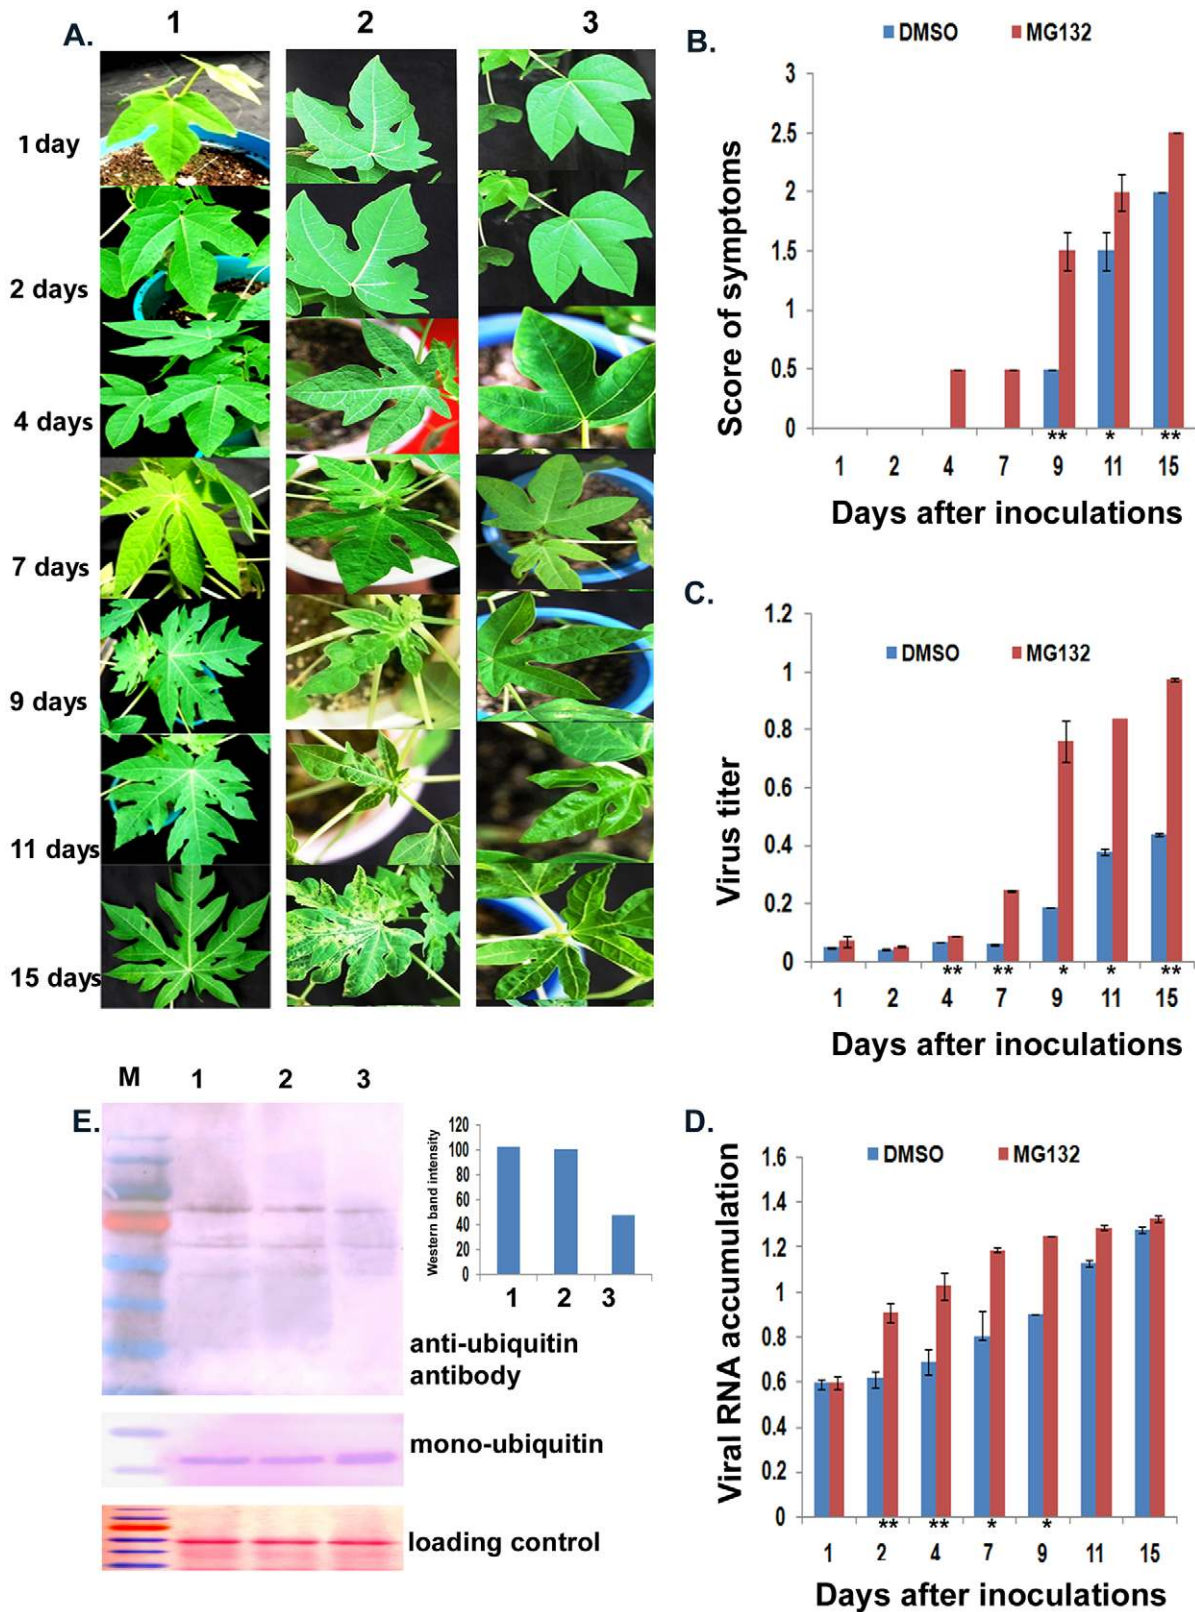 A.
1 2 3
1 day
2 days
4 days
7 days
9 days
11 days
15 days
B.
DMSO MG132
Score of symptoms
3
2.5
2
1.5
1
0.5
0
** * **
1 2 4 7 9 11 15
Days after inoculations
C.
DMSO MG132
Virus titer
1.2
1
0.8
0.6
0.4
0.2
0
** ** * * **
1 2 4 7 9 11 15
Days after inoculations
E.
M 1 2 3
anti-ubiquitin
antibody
mono-ubiquitin
loading control
Western band intensity
120
100
80
60
40
20
0
1 2 3
D.
DMSO MG132
Viral RNA accumulation
1.6
1.4
1.2
1
0.8
0.6
0.4
0.2
0
** ** * *
1 2 4 7 9 11 15
Days after inoculations